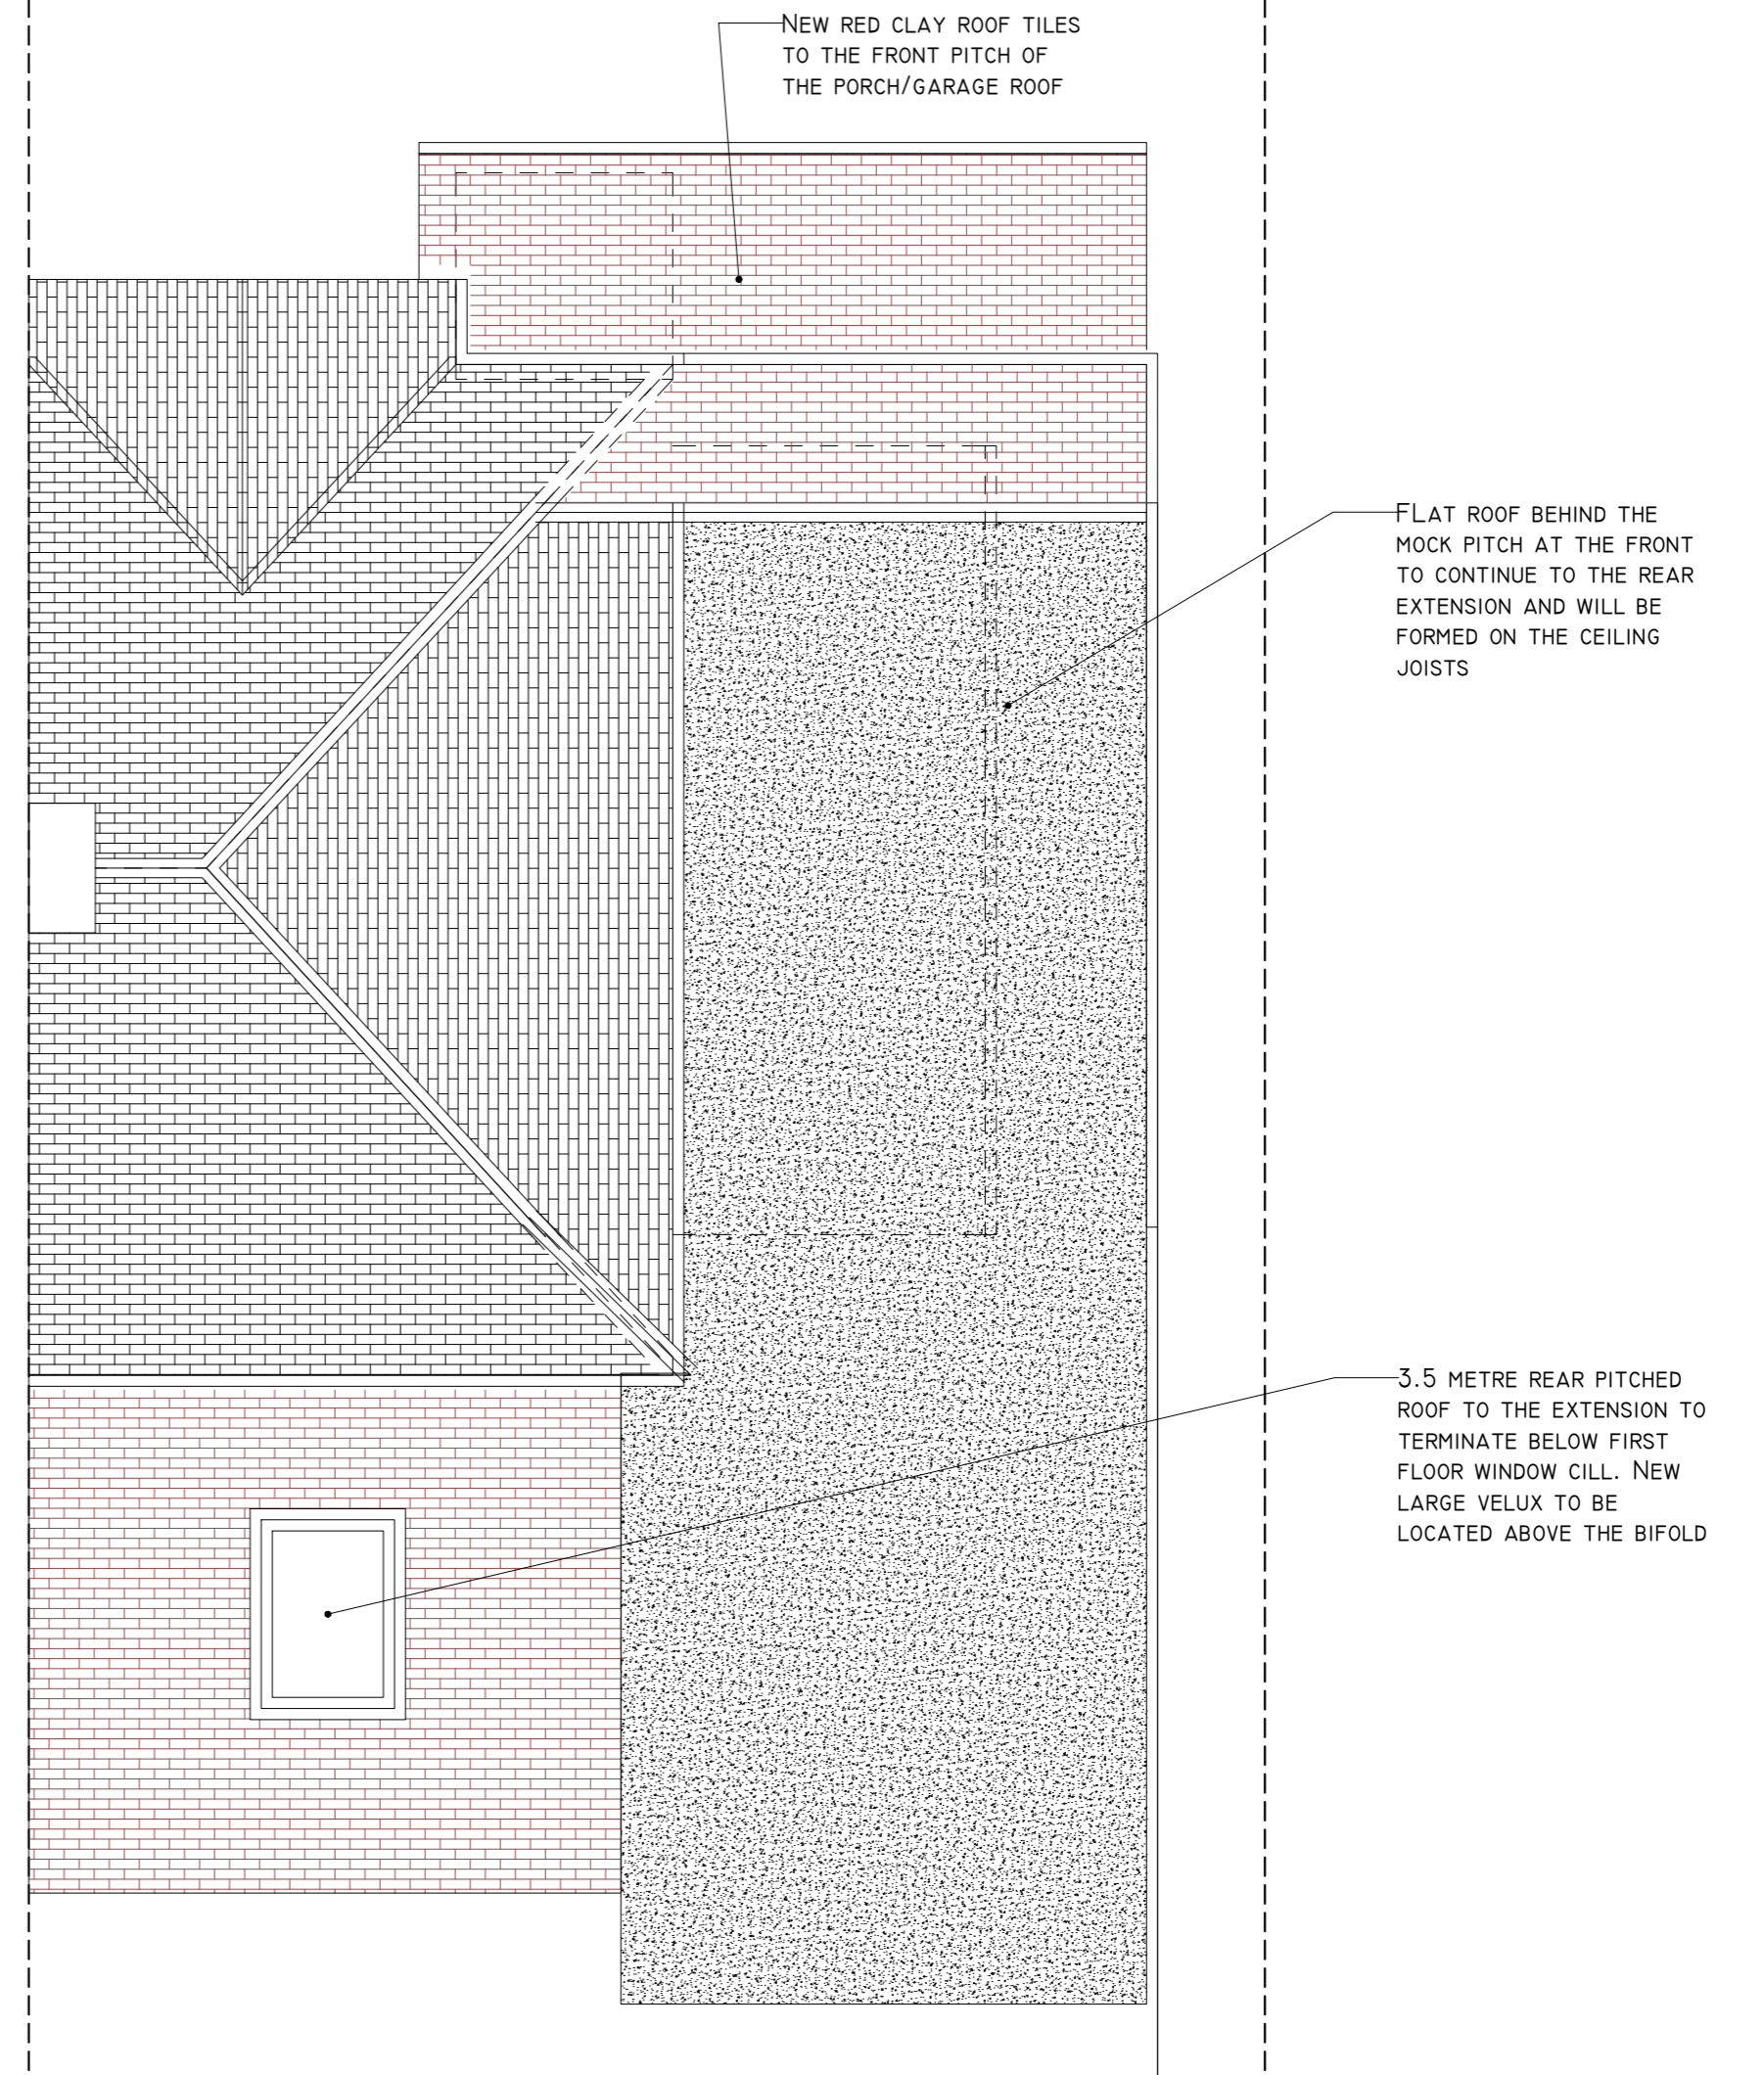 New red clay roof tiles
to the front pitch of
the porch/garage roof
Flat roof behind the
mock pitch at the front
to continue to the rear
extension and will be
formed on the ceiling
joists
3.5 metre rear pitched
roof to the extension to
terminate below first
floor window cill. New
large velux to be
located above the bifold